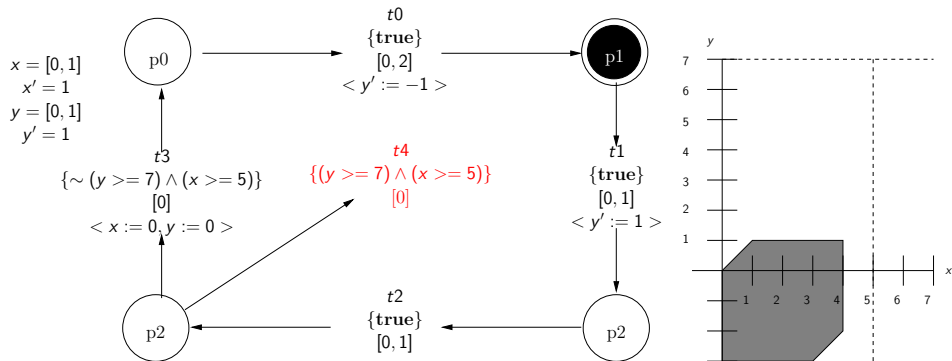 t0
{true}
[0, 2]
< y′ := −1 >
p0
p1
x = [0, 1]
x′ = 1
y = [0, 1]
y′ = 1
t3
{∼ (y >= 7) ∧ (x >= 5)}
[0]
< x := 0, y := 0 >
t4
{(y >= 7) ∧ (x >= 5)}
[0]
t1
{true}
[0, 1]
< y′ := 1 >
p2
t2
{true}
[0, 1]
p2
y
7
6
5
4
3
2
1
x
1 2 3 4 5 6 7